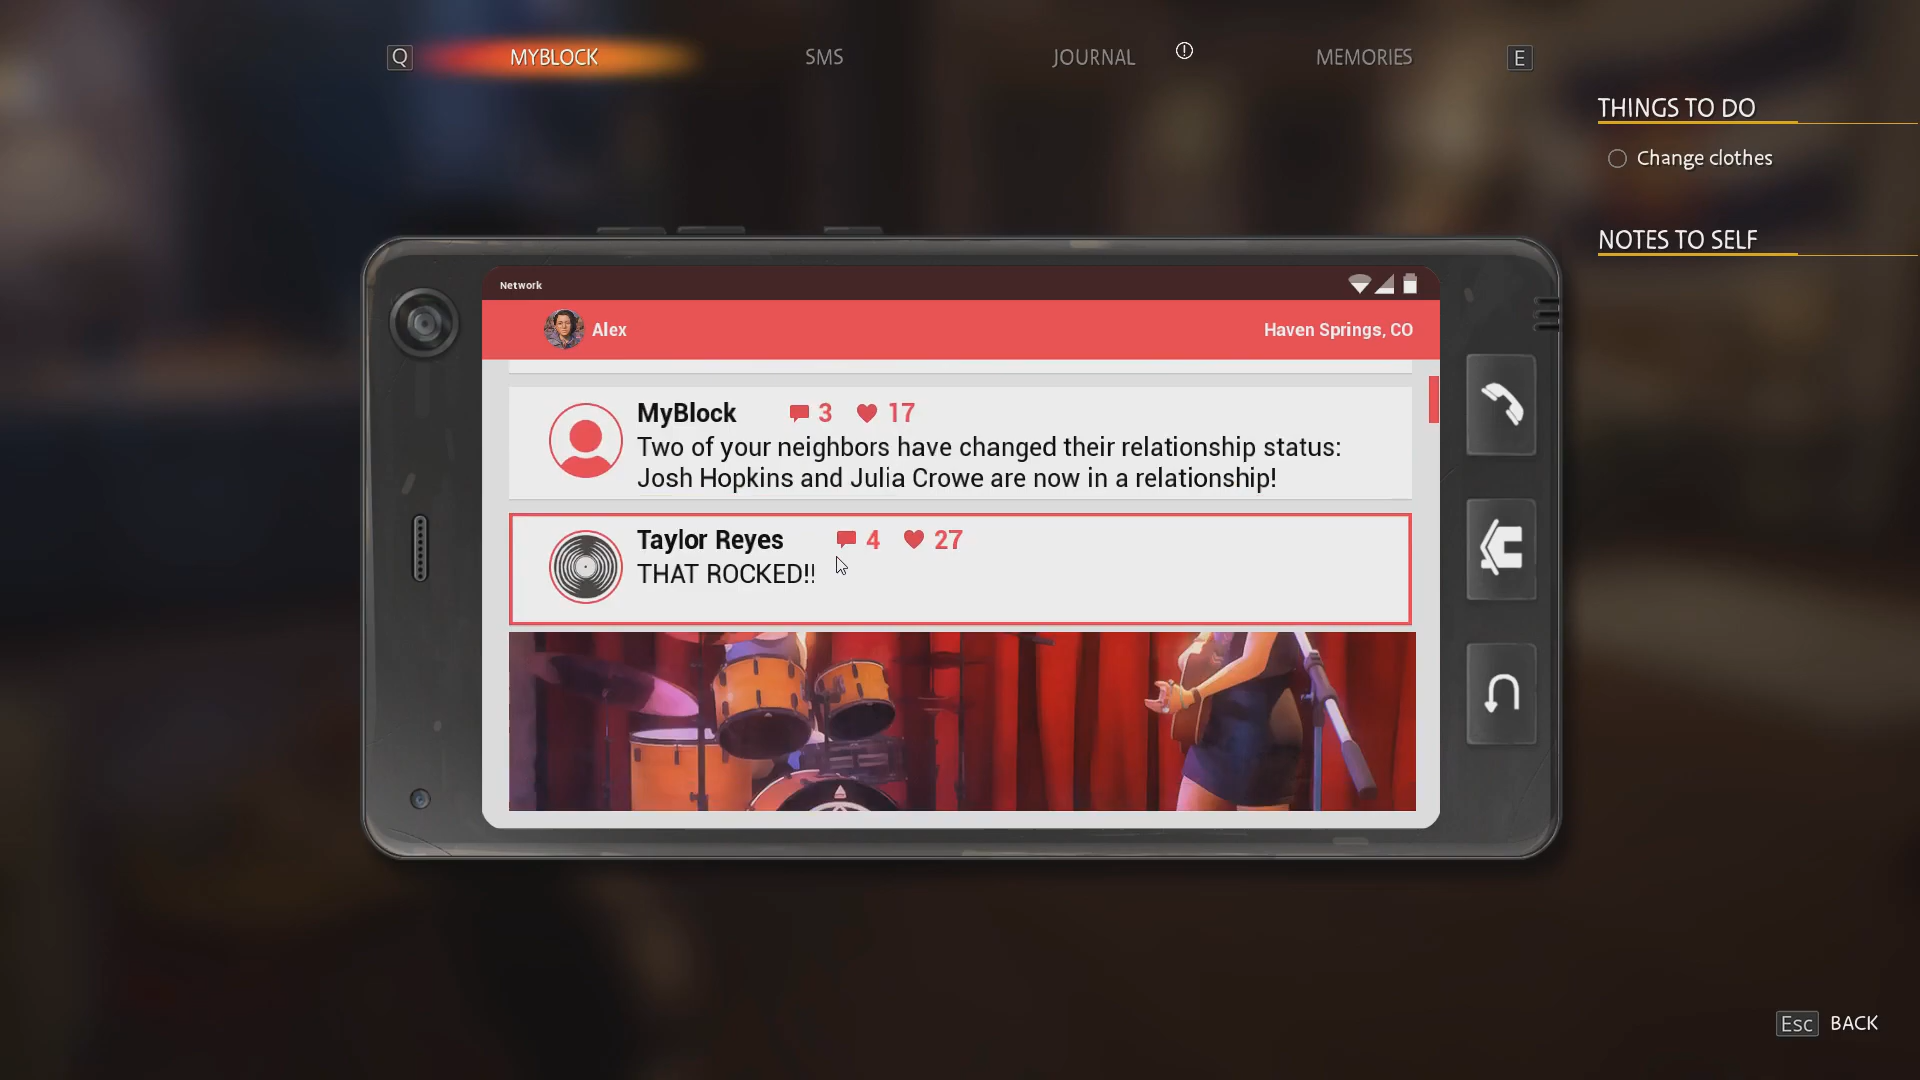 Q
MYBLOCK
SMS
JOURNAL
MEMORIES
E
THINGS TO DO
Change clothes
NOTES TO SELF
Network
Alex
Haven Springs, CO
MyBlock 3 17
Two of your neighbors have changed their relationship status:
Josh Hopkins and Julia Crowe are now in a relationship!
Taylor Reyes 4 27
THAT ROCKED!!
Esc BACK